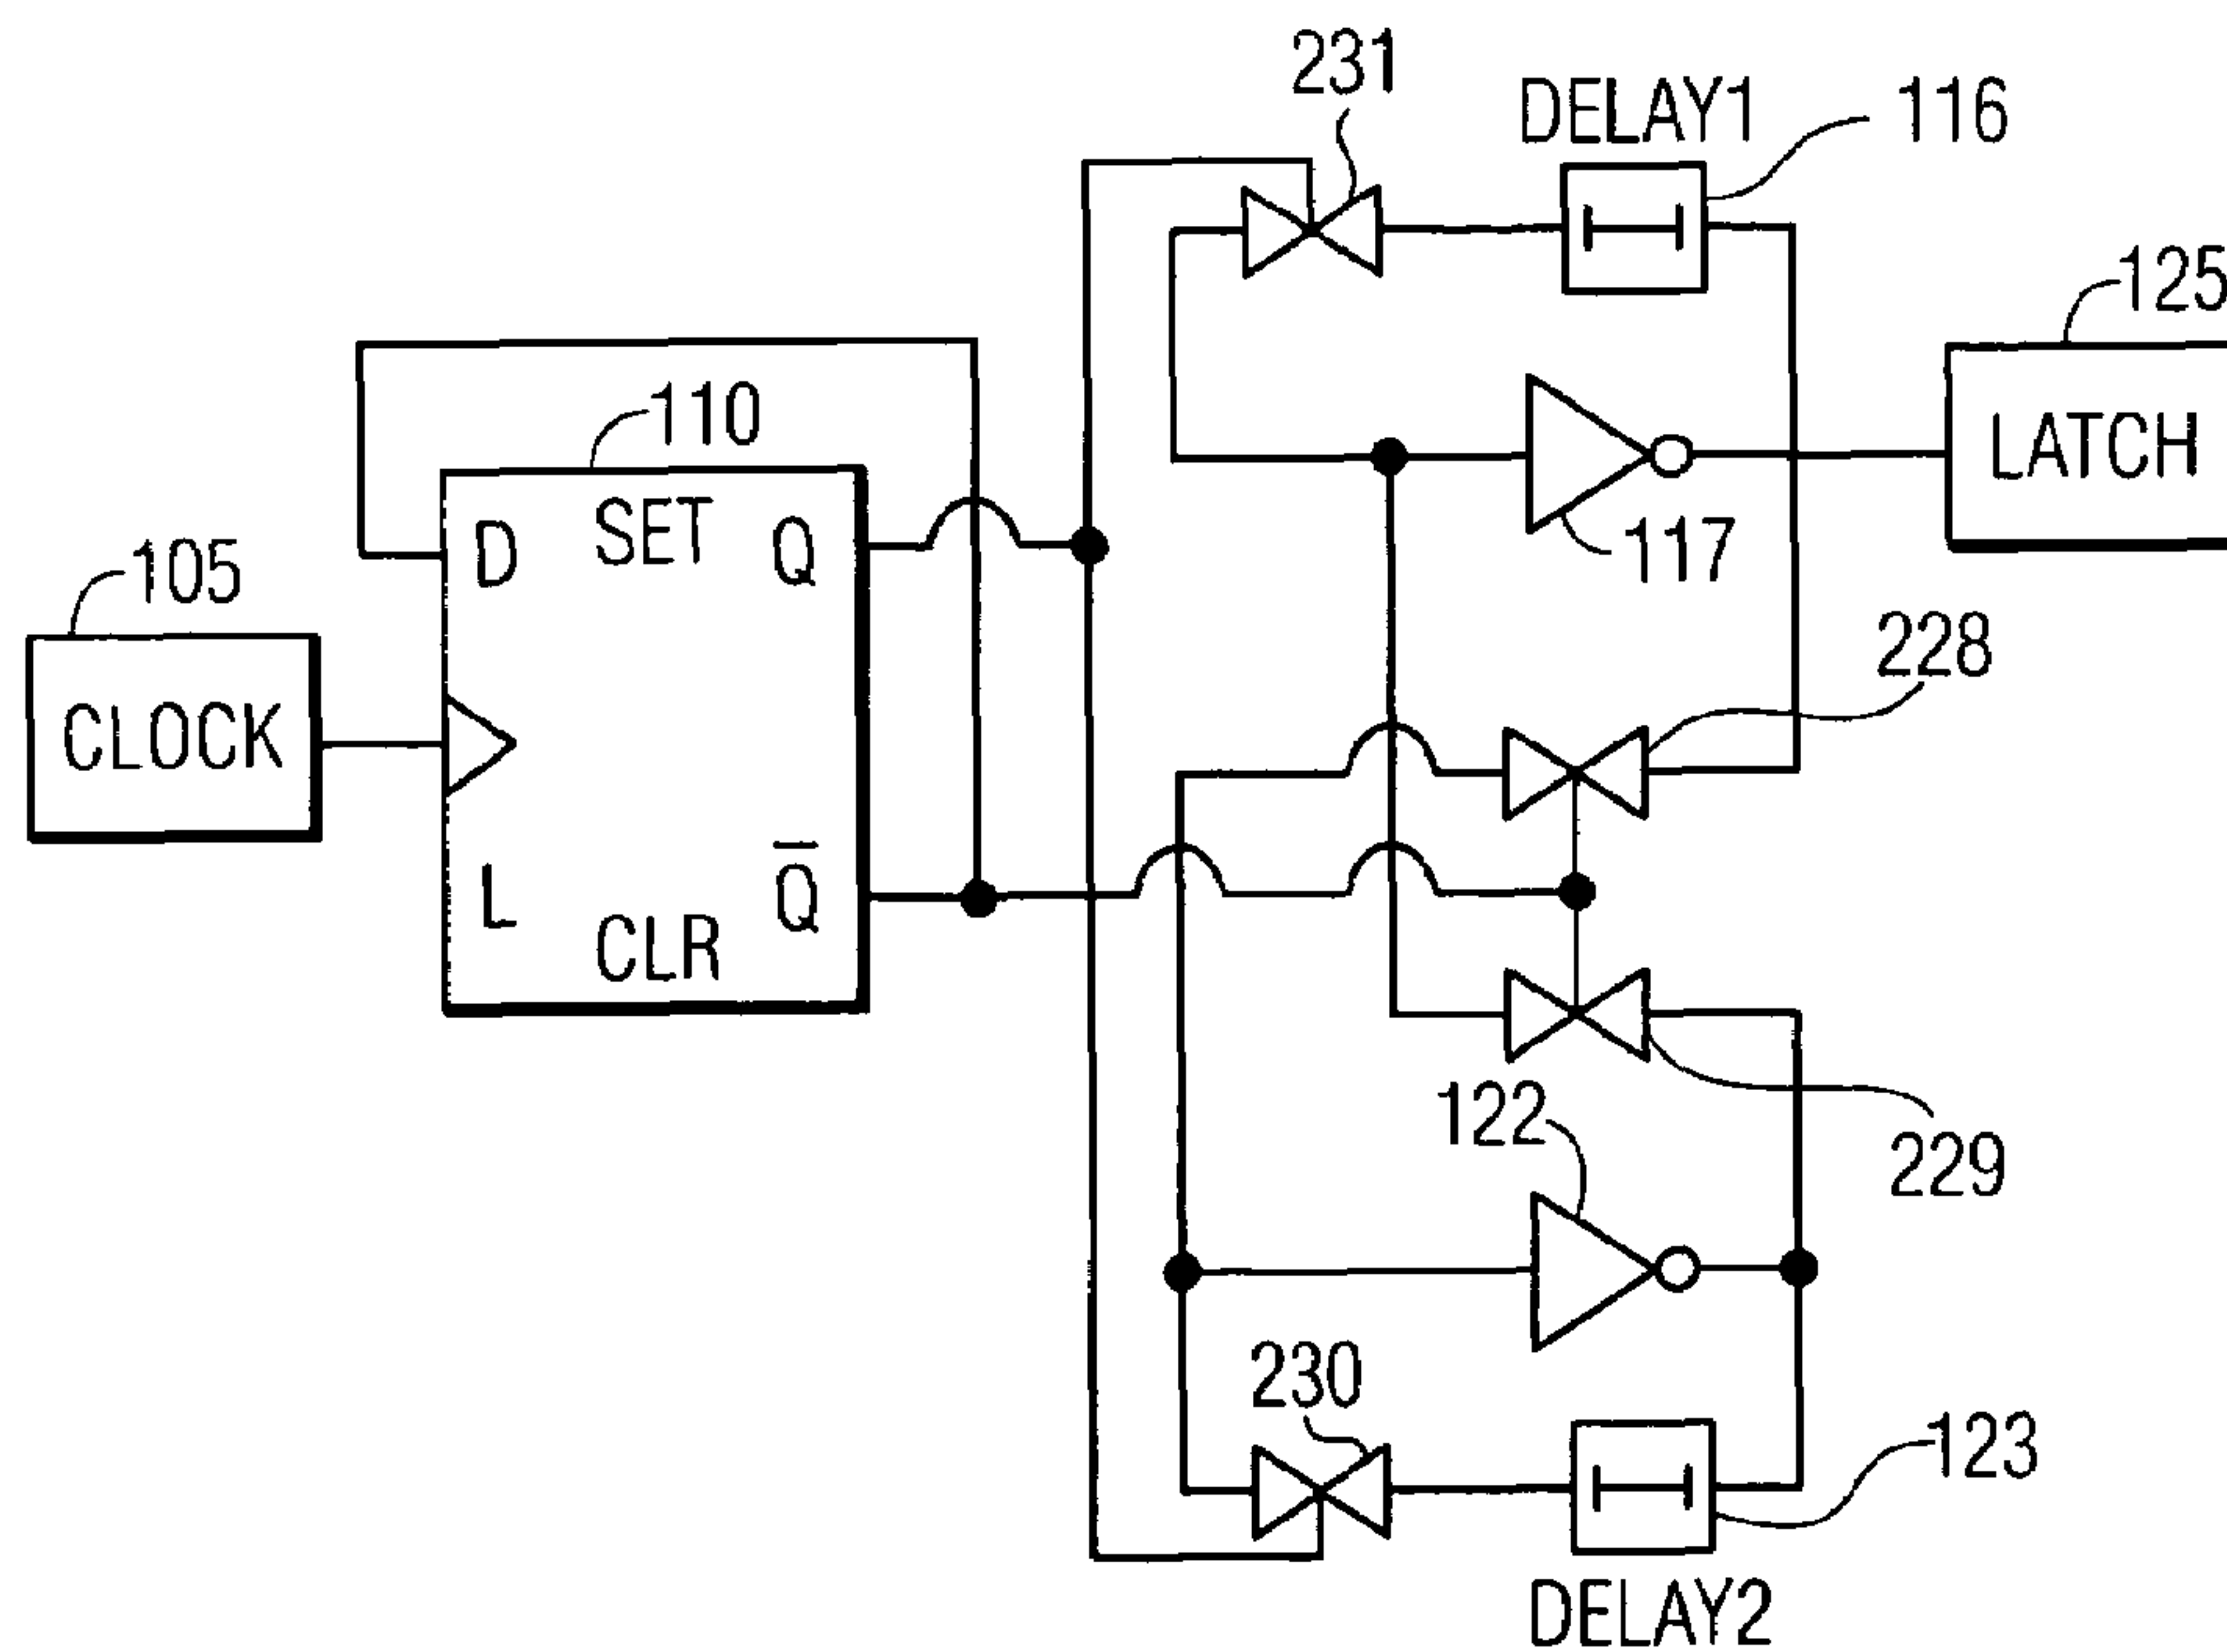 231
DELAY1
116
125
LATCH
110
D
SET
Q
117
105
CLOCK
228
L
CLR
Q̅
122
229
230
123
DELAY2